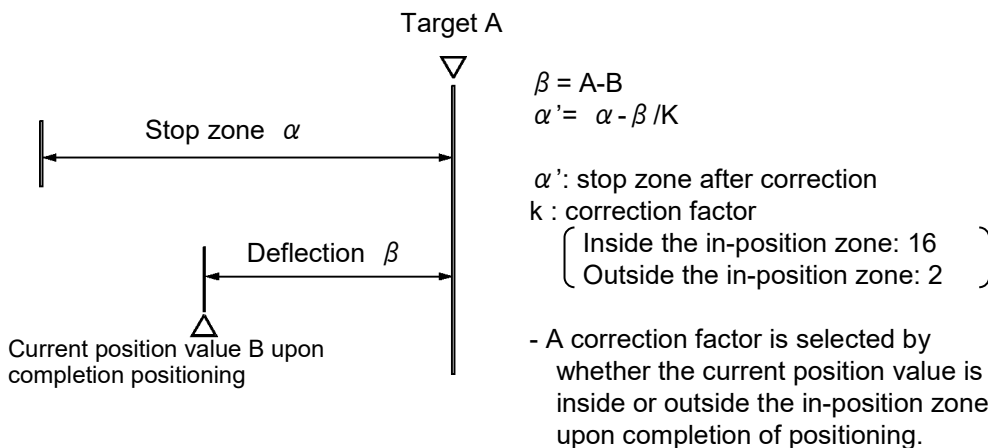 Target A
Stop zone α
Deflection β
Current position value B upon
completion positioning
β = A-B
α’= α - β /K
α’: stop zone after correction
k : correction factor
Inside the in-position zone: 16
Outside the in-position zone: 2
- A correction factor is selected by
whether the current position value is
inside or outside the in-position zone
upon completion of positioning.